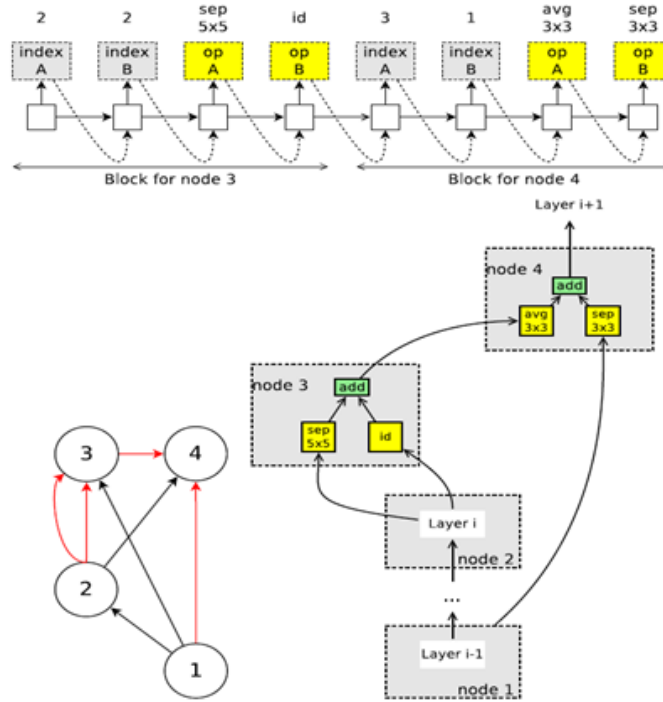 2 2 sep 5x5 id 3 1 avg 3x3 sep 3x3
index A
index B
op A
op B
index A
index B
op A
op B
Block for node 3
Block for node 4
Layer i+1
node 4
add
avg 3x3
sep 3x3
node 3
add
sep 5x5
id
Layer i
node 2
...
Layer i-1
node 1
3
4
2
1